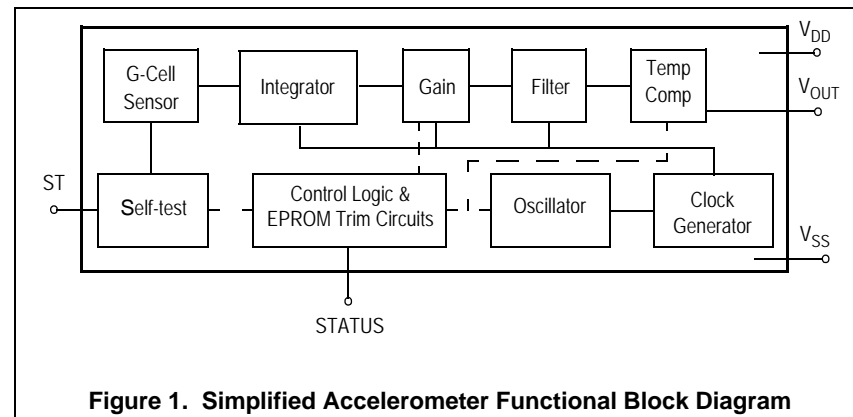 V_DD
G-Cell
Sensor
Integrator
Gain
Filter
Temp
Comp
V_OUT
ST
Self-test
Control Logic &
EPROM Trim Circuits
Oscillator
Clock
Generator
V_SS
STATUS
Figure 1. Simplified Accelerometer Functional Block Diagram